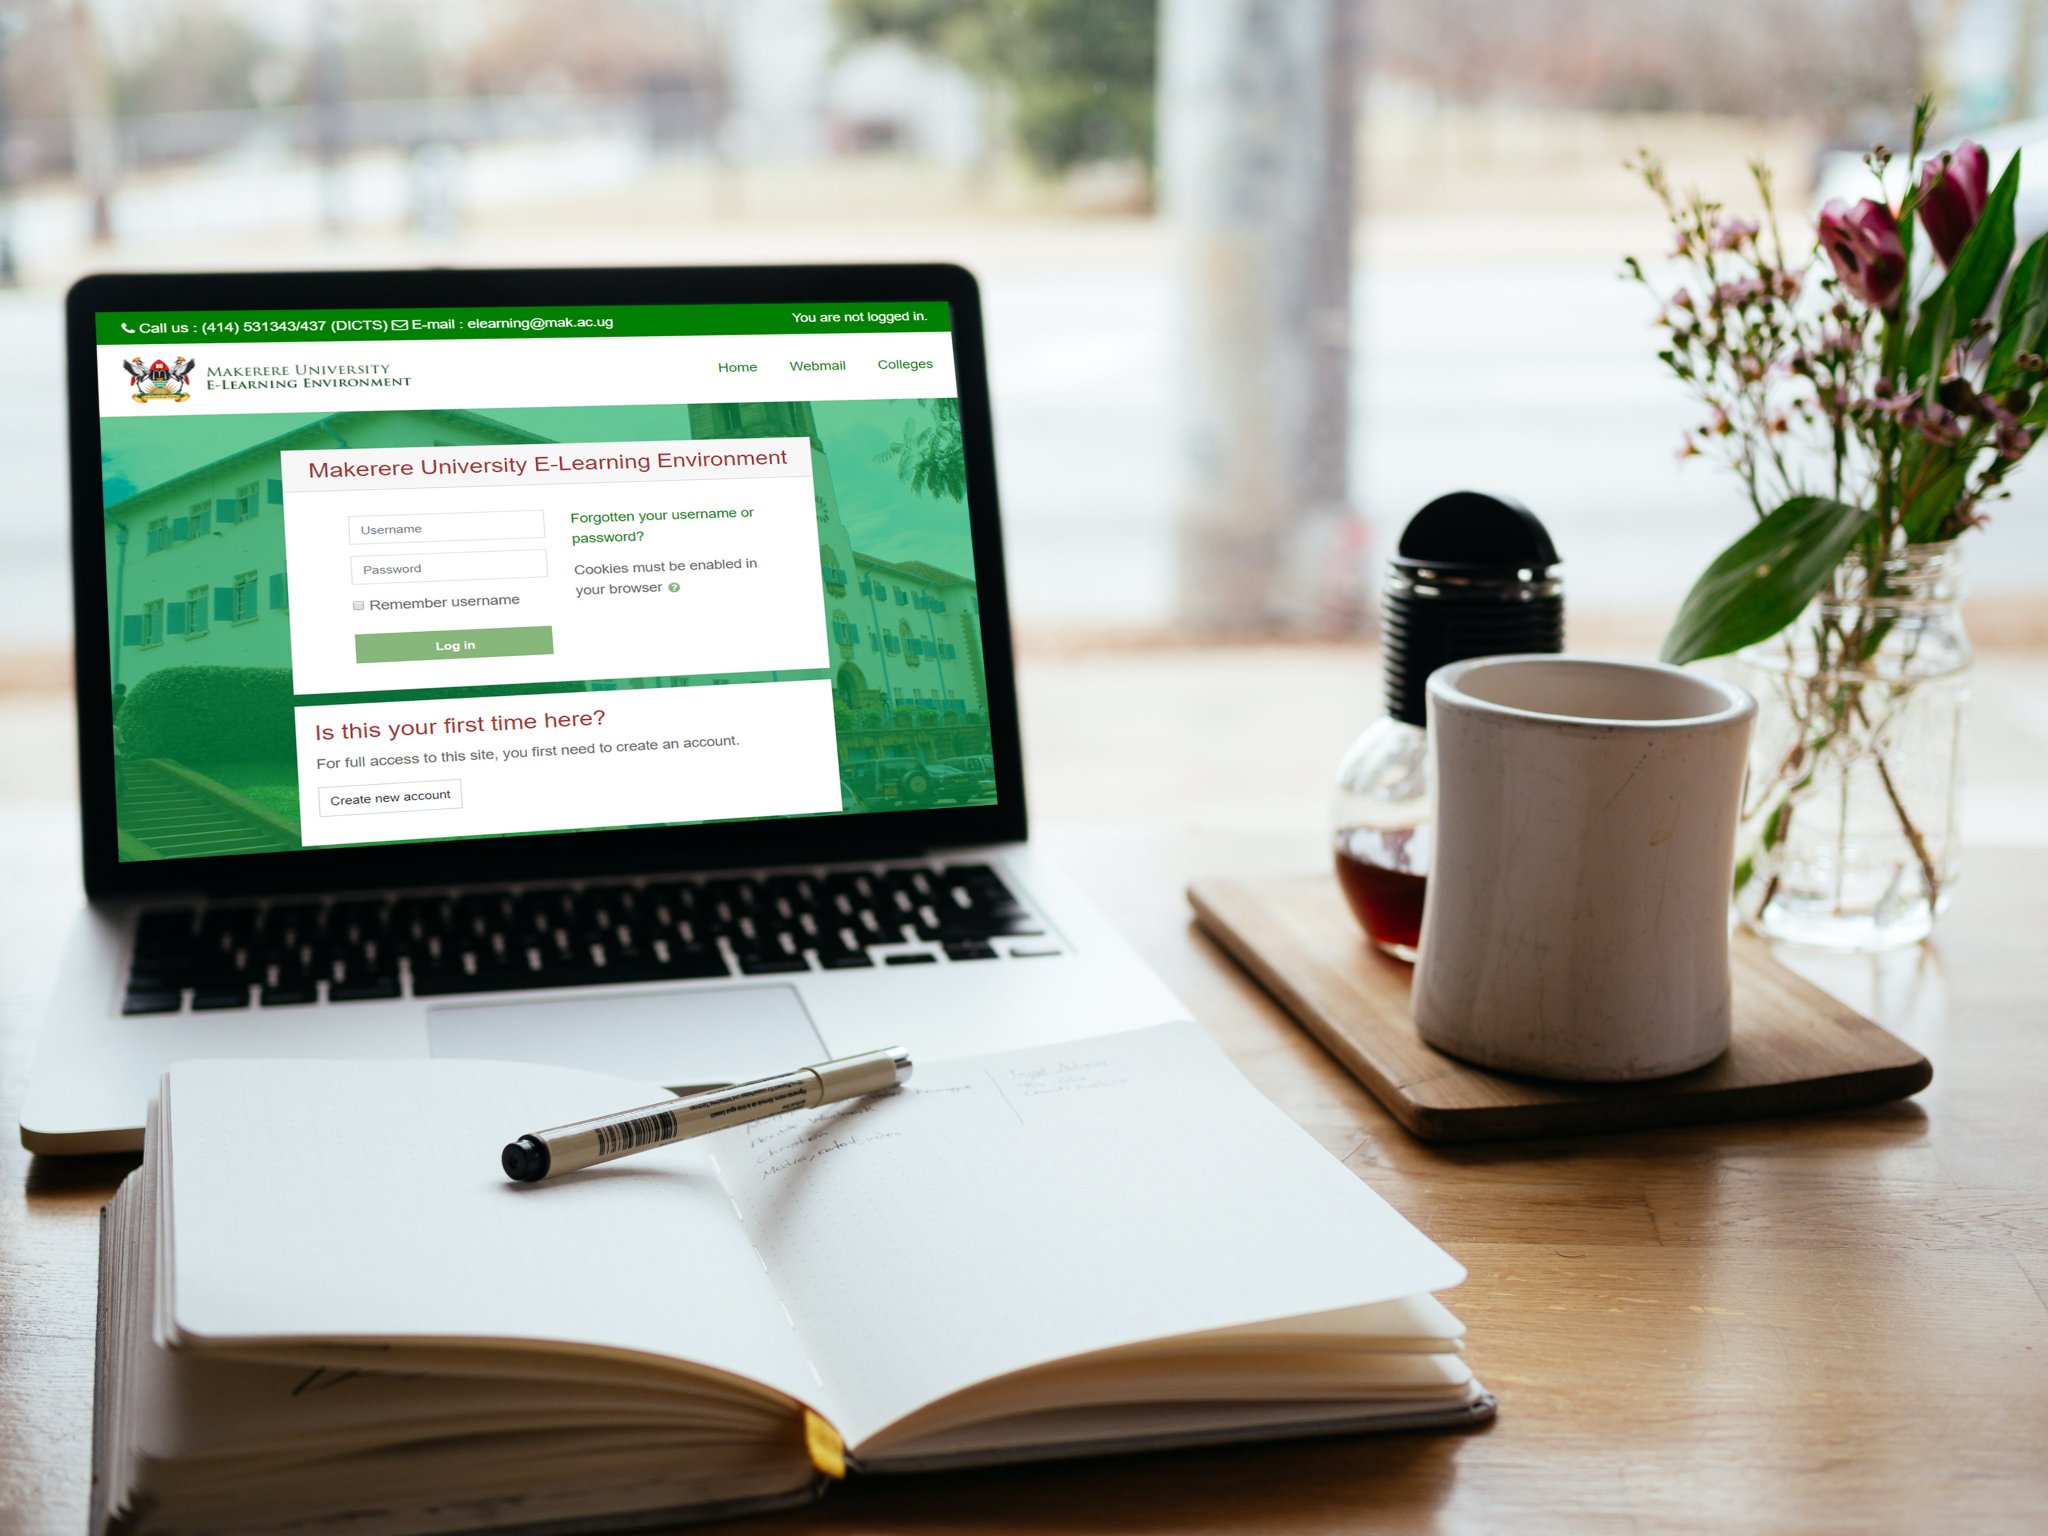 Call us : (414) 531343/437 (DICTS) E-mail : elearning@mak.ac.ug
You are not logged in.
MAKERERE UNIVERSITY
E-LEARNING ENVIRONMENT
Home Webmail Colleges
Makerere University E-Learning Environment
Username
Password
Remember username
Log in
Forgotten your username or
password?
Cookies must be enabled in
your browser
Is this your first time here?
For full access to this site, you first need to create an account.
Create new account